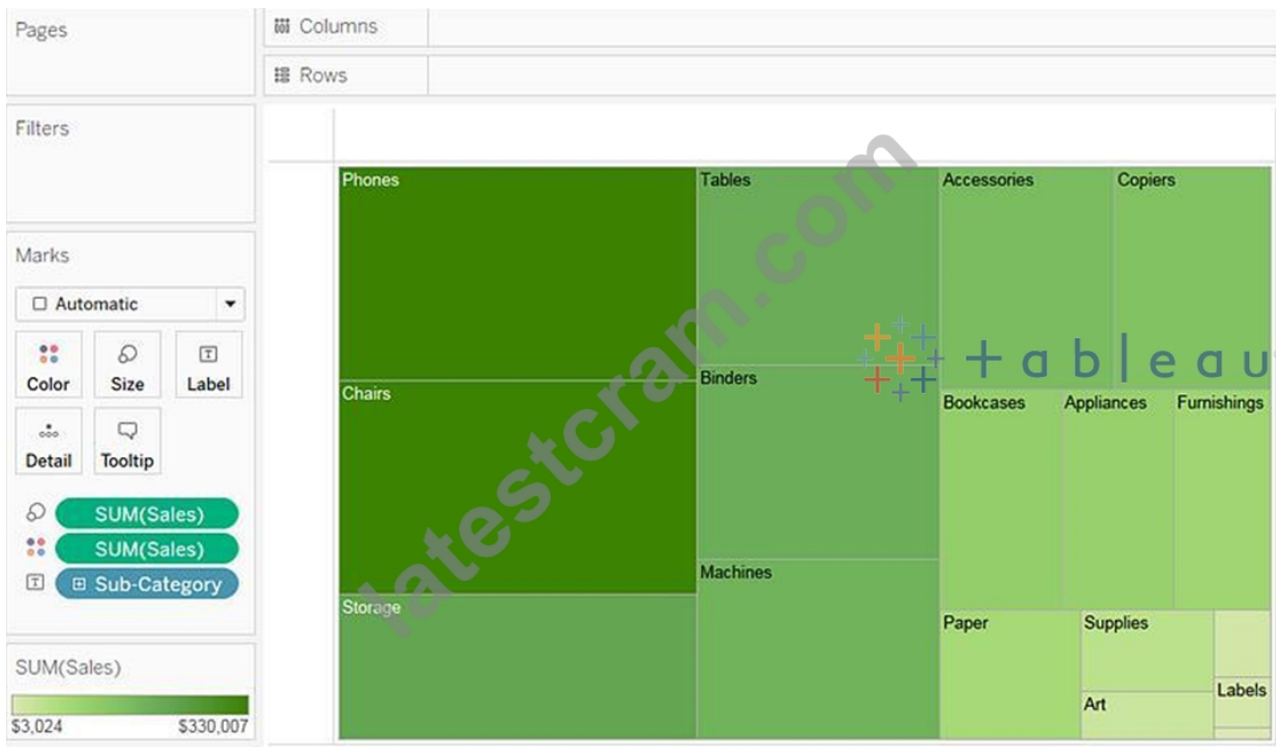 Pages
Columns
Rows
Filters
Marks
Automatic
Color
Size
Label
Detail
Tooltip
SUM(Sales)
SUM(Sales)
Sub-Category
SUM(Sales)
$3,024
$330,007
Phones
Chairs
Storage
Tables
Binders
Machines
Accessories
Copiers
Bookcases
Appliances
Furnishings
Paper
Supplies
Art
Labels
latestcram.com
+ableau